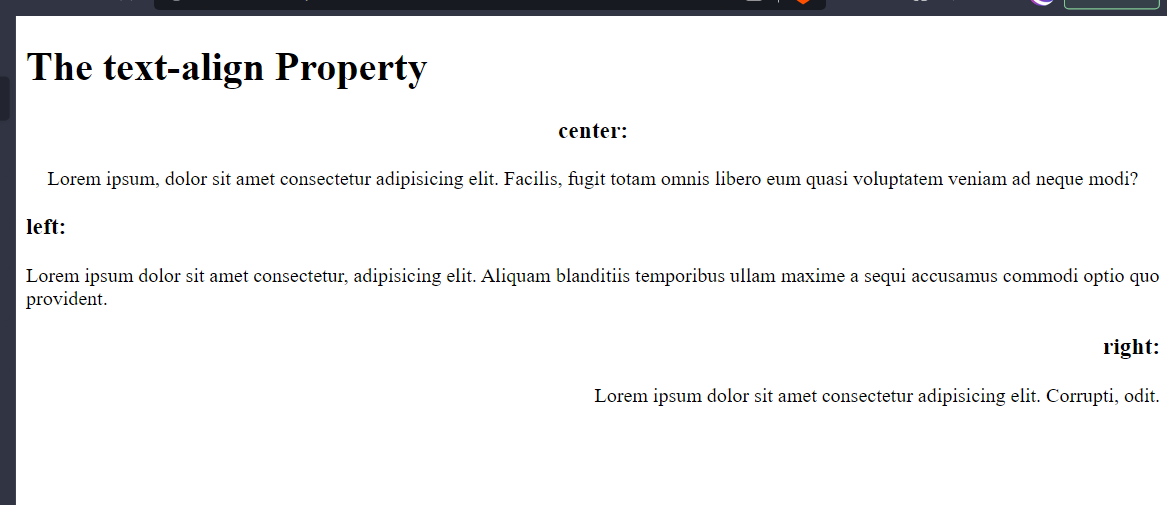 The text-align Property
center:
Lorem ipsum, dolor sit amet consectetur adipisicing elit. Facilis, fugit totam omnis libero eum quasi voluptatem veniam ad neque modi?
left:
Lorem ipsum dolor sit amet consectetur, adipisicing elit. Aliquam blanditiis temporibus ullam maxime a sequi accusamus commodi optio quo
provident.
right:
Lorem ipsum dolor sit amet consectetur adipisicing elit. Corrupti, odit.